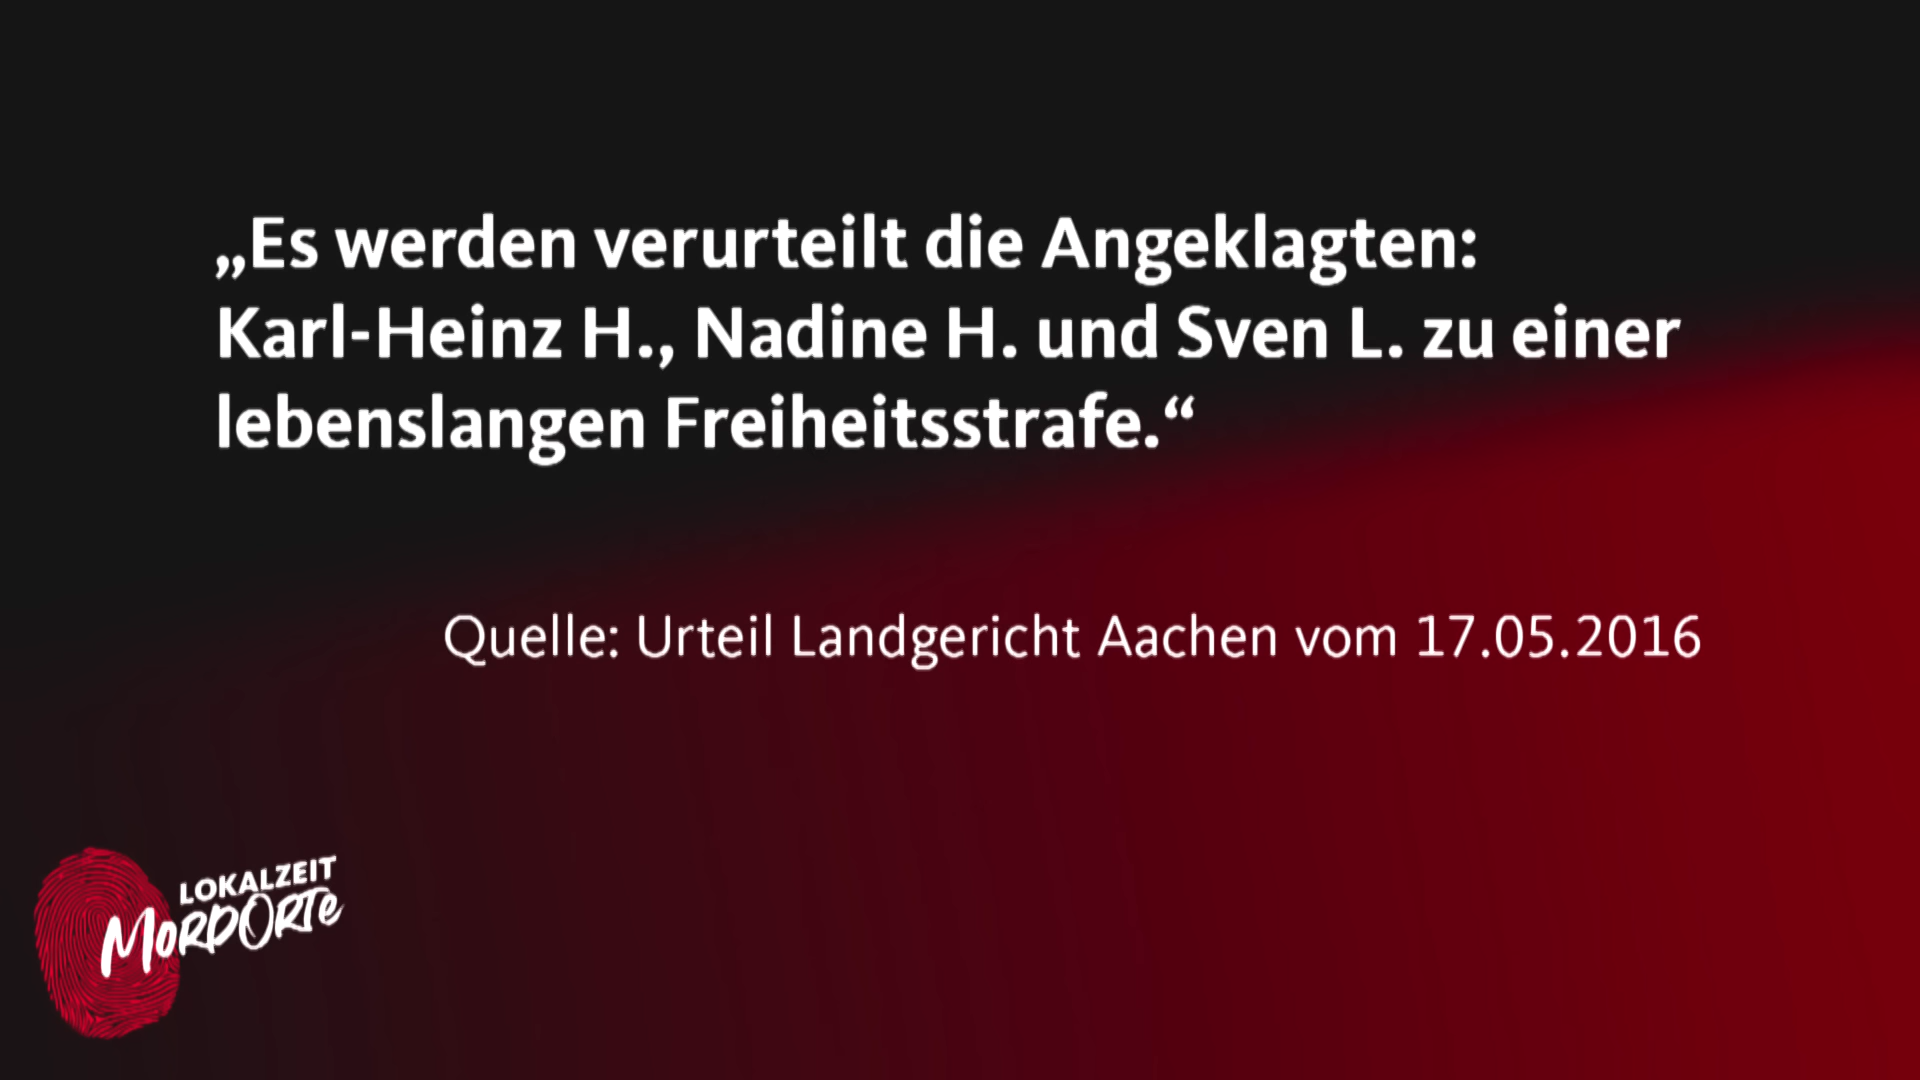 „Es werden verurteilt die Angeklagten:
Karl-Heinz H., Nadine H. und Sven L. zu einer
lebenslangen Freiheitsstrafe.“
Quelle: Urteil Landgericht Aachen vom 17.05.2016
LOKALZEIT
MORDORTe